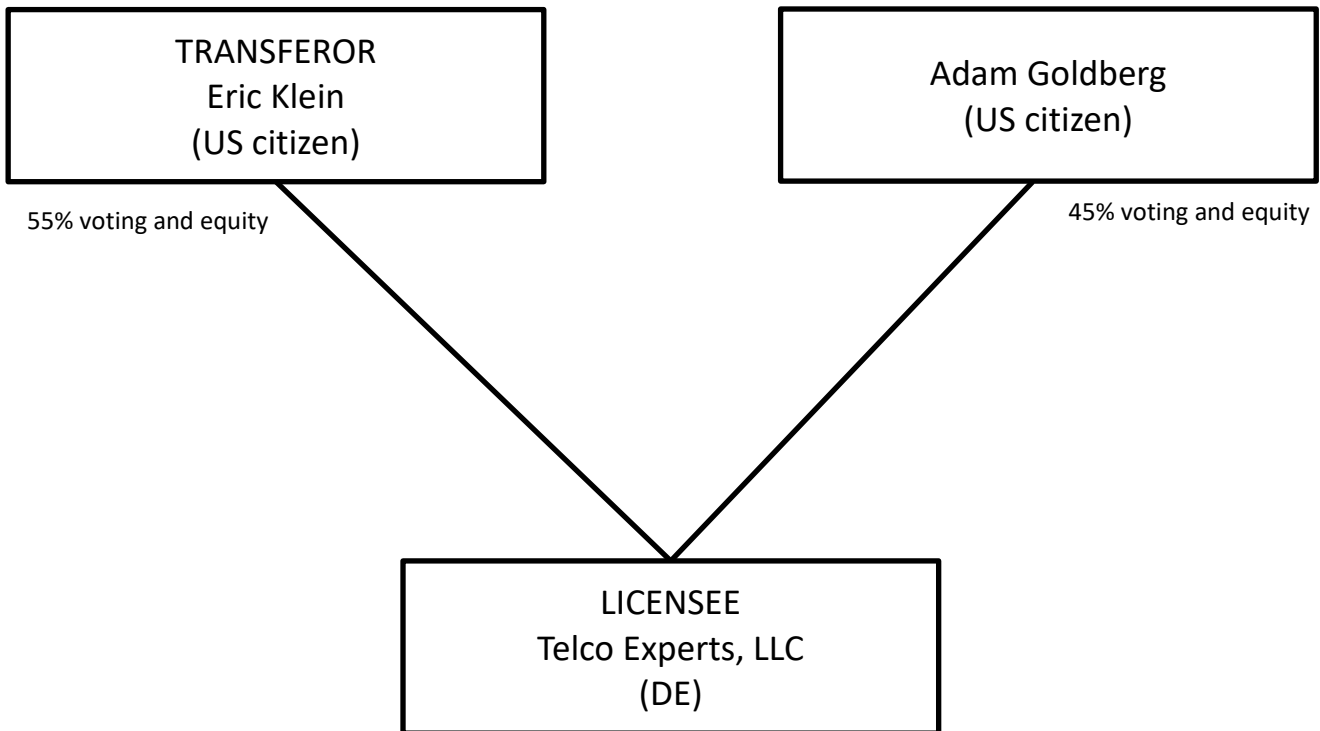 TRANSFEROR
Eric Klein
(US citizen)
Adam Goldberg
(US citizen)
55% voting and equity
45% voting and equity
LICENSEE
Telco Experts, LLC
(DE)